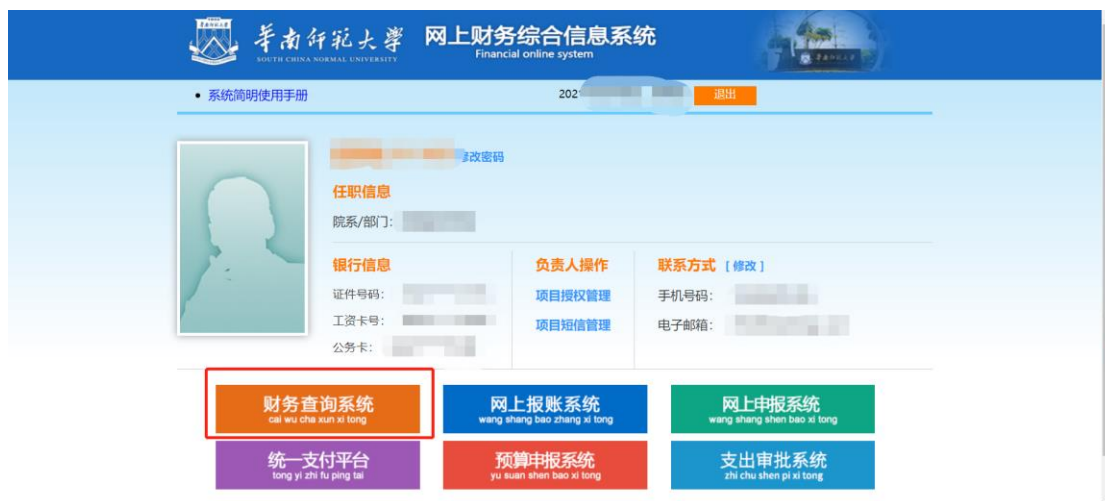 華南師範大學 网上财务综合信息系统
SOUTH CHINA NORMAL UNIVERSITY Financial online system
• 系统简明使用手册 202 退出
修改密码
任职信息
院系/部门:
银行信息 负责人操作 联系方式 [ 修改 ]
证件号码: 项目授权管理 手机号码:
工资卡号: 项目短信管理 电子邮箱:
公务卡:
财务查询系统 网上报账系统 网上申报系统
cai wu cha xun xi tong wang shang bao zhang xi tong wang shang shen bao xi tong
统一支付平台 预算申报系统 支出审批系统
tong yi zhi fu ping tai yu suan shen bao xi tong zhi chu shen pi xi tong